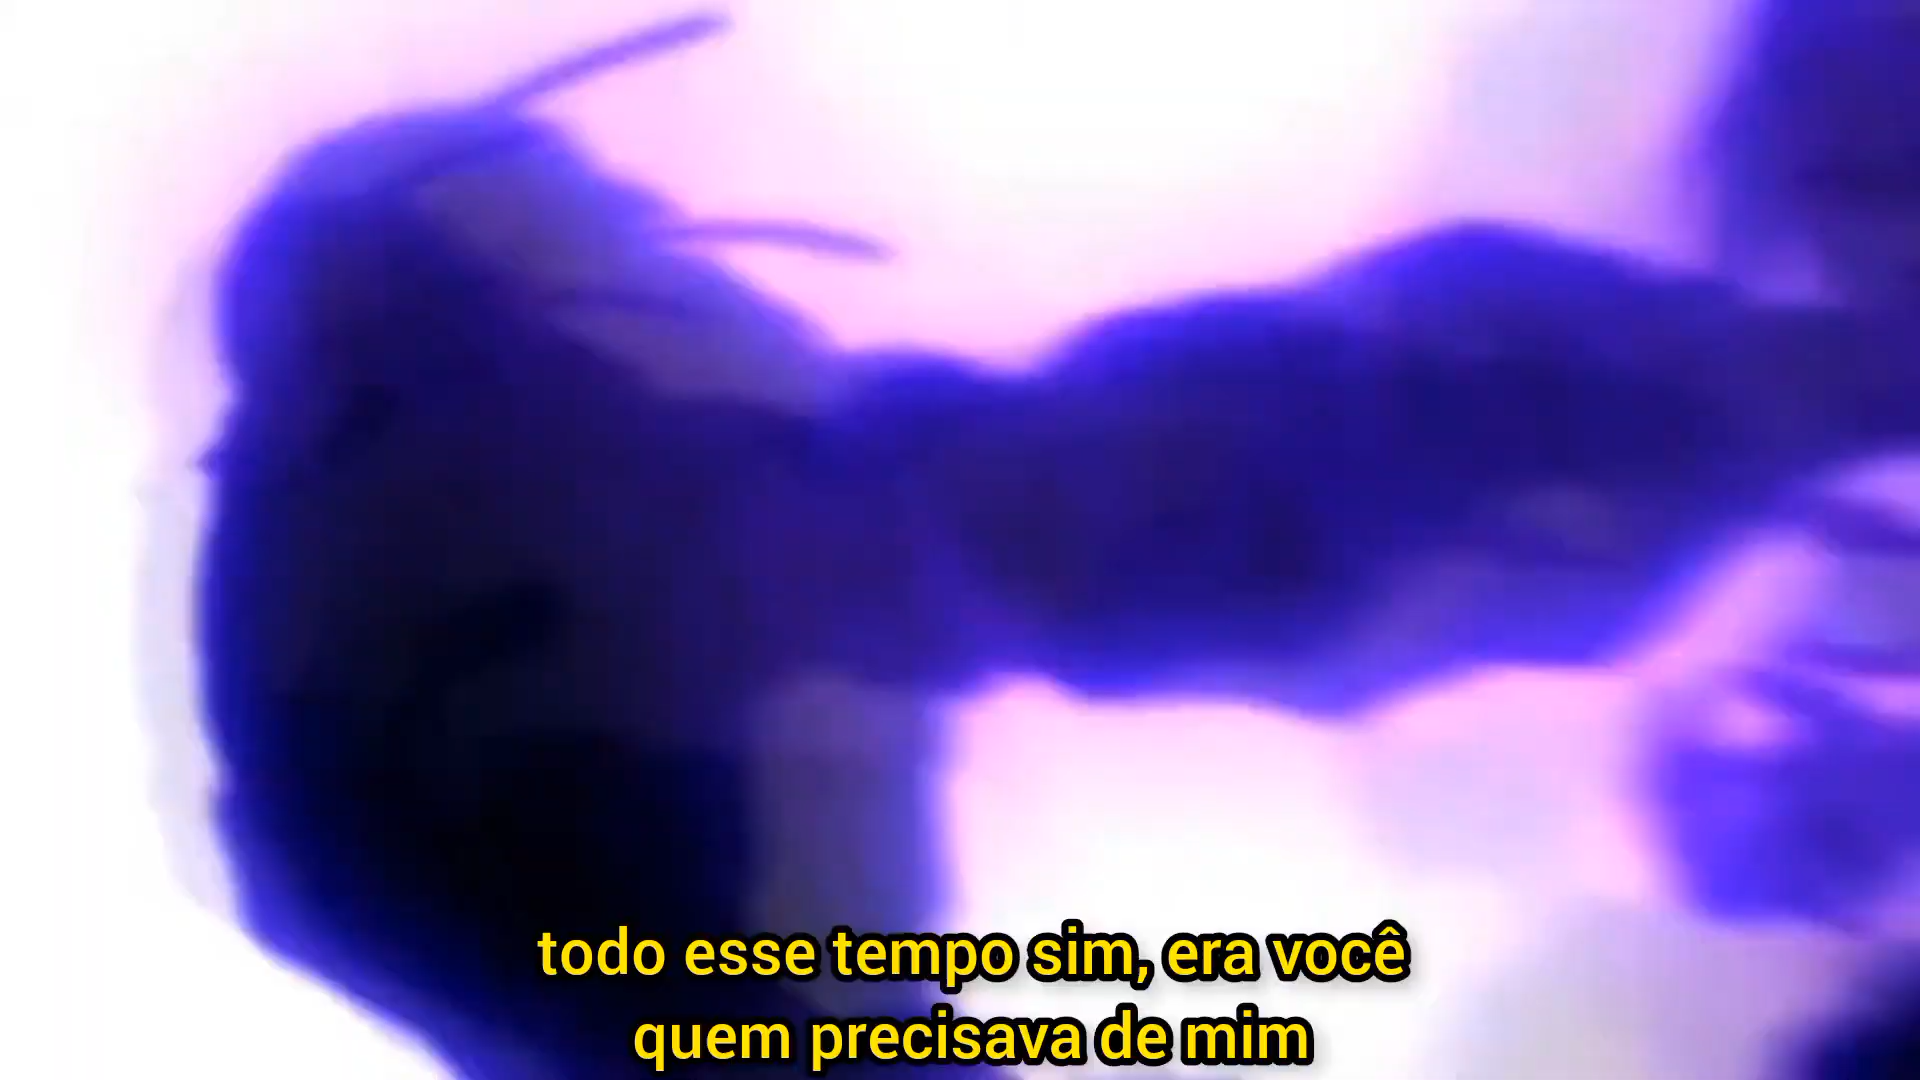 todo esse tempo sim, era você
quem precisava de mim